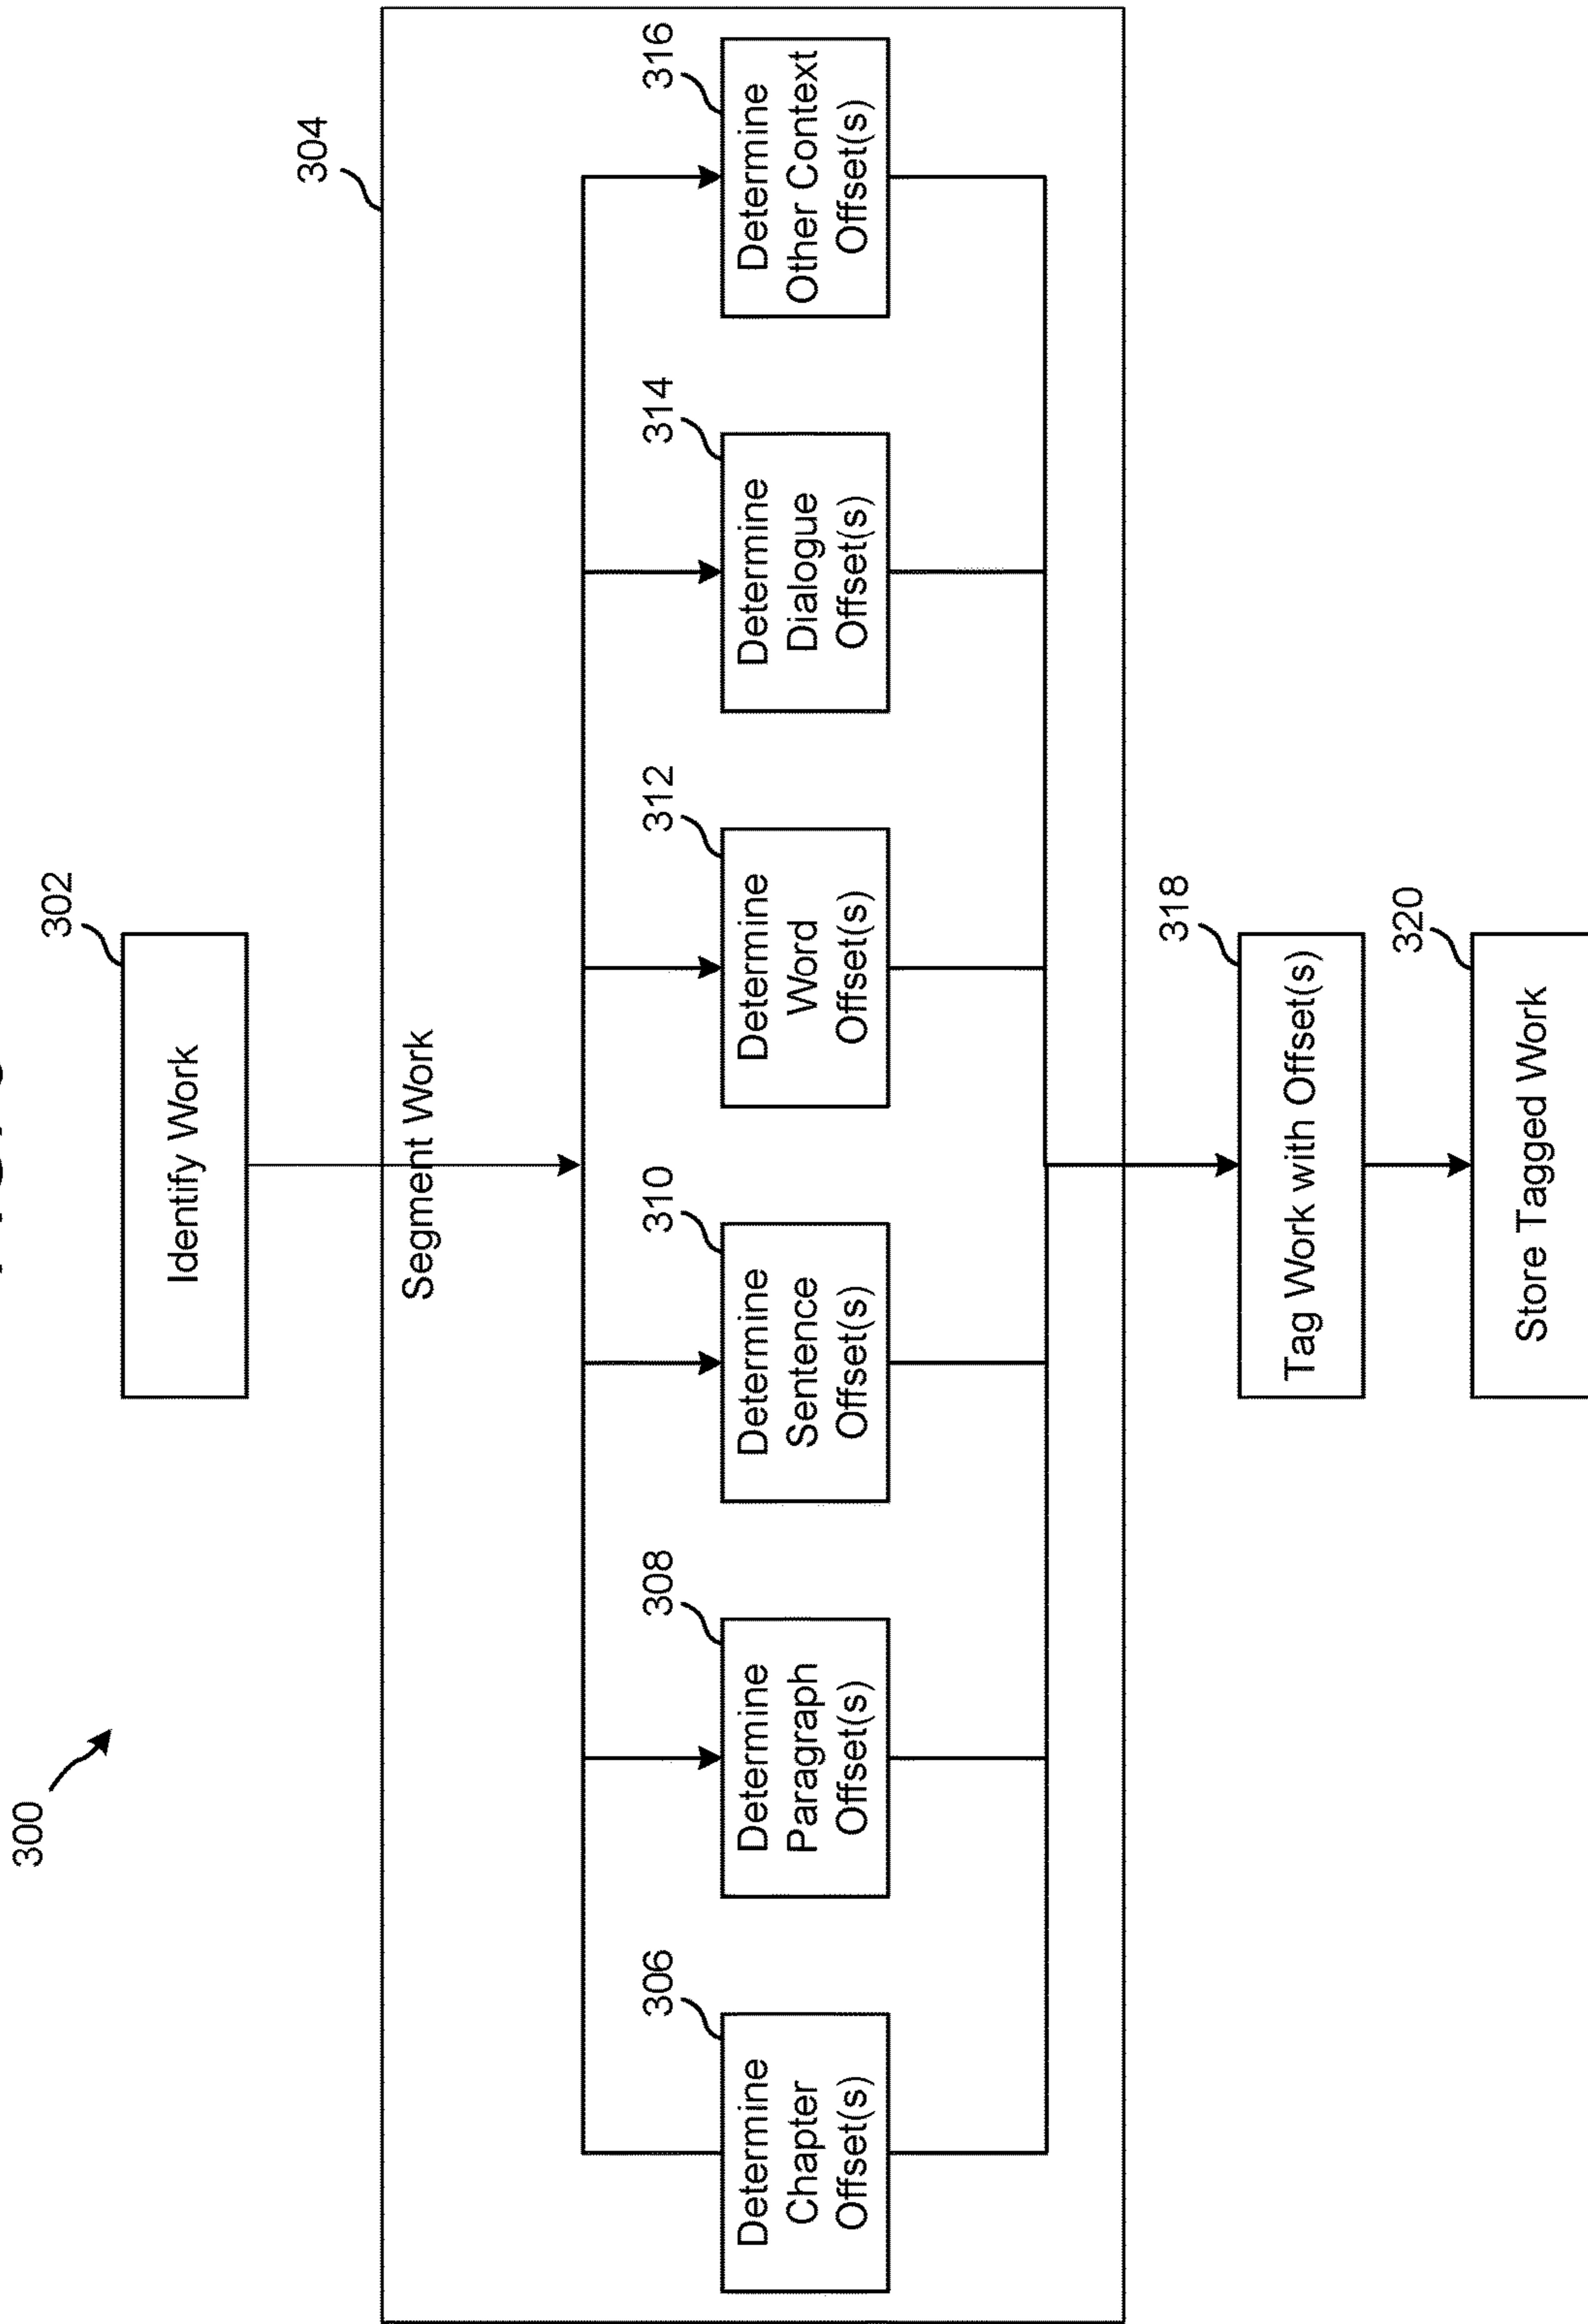 300
302
Identify Work
304
Segment Work
306
Determine
Chapter
Offset(s)
308
Determine
Paragraph
Offset(s)
310
Determine
Sentence
Offset(s)
312
Determine
Word
Offset(s)
314
Determine
Dialogue
Offset(s)
316
Determine
Other Context
Offset(s)
318
Tag Work with Offset(s)
320
Store Tagged Work